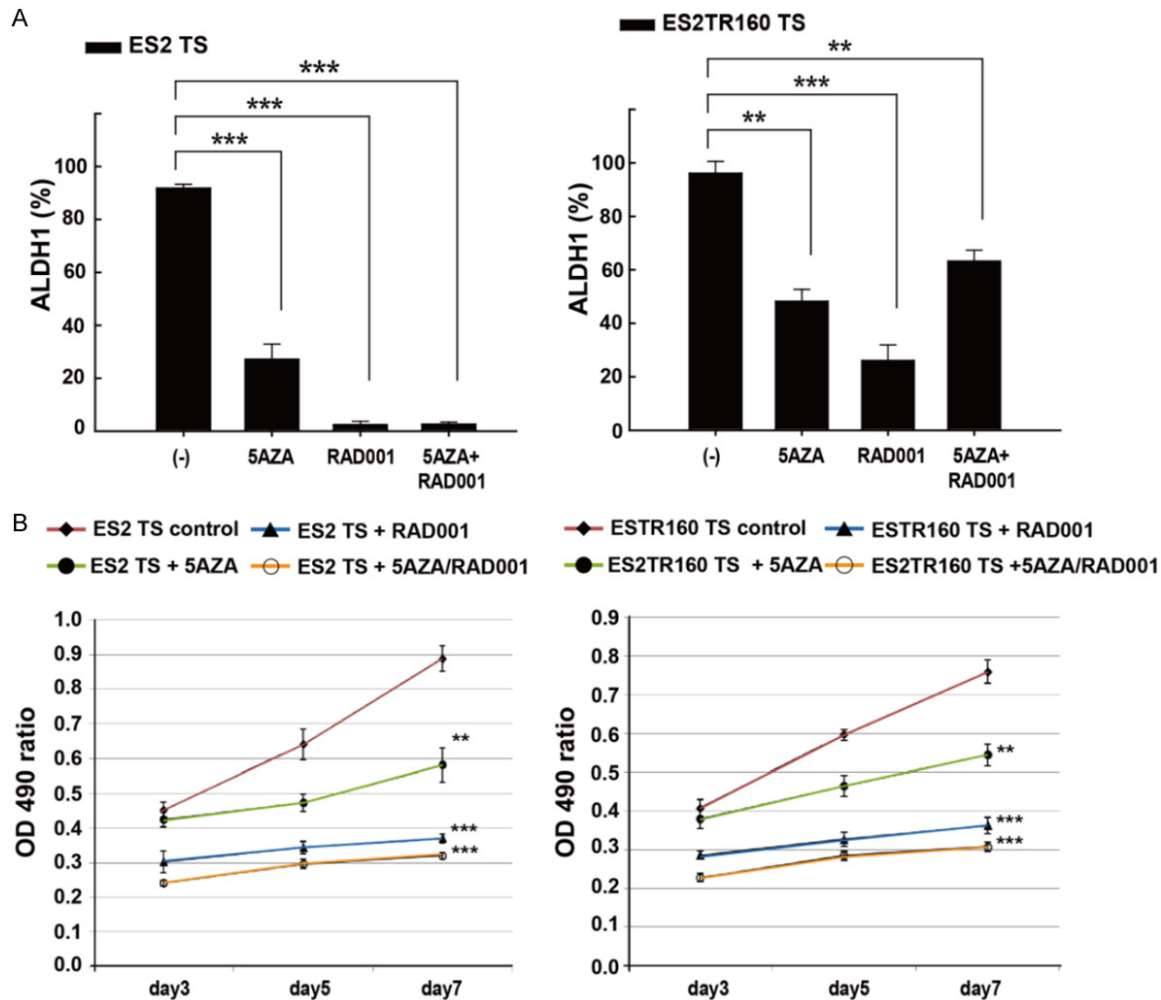 A
ES2 TS
***
***
***
ALDH1 (%)
100
80
60
40
20
0
(-)
5AZA
RAD001
5AZA+
RAD001
ES2TR160 TS
**
***
**
ALDH1 (%)
100
80
60
40
20
0
(-)
5AZA
RAD001
5AZA+
RAD001
B
ES2 TS control
ES2 TS + RAD001
ES2 TS + 5AZA
ES2 TS + 5AZA/RAD001
OD 490 ratio
1.0
0.9
0.8
0.7
0.6
0.5
0.4
0.3
0.2
0.1
0.0
**
***
***
day3
day5
day7
ESTR160 TS control
ESTR160 TS + RAD001
ES2TR160 TS + 5AZA
ES2TR160 TS +5AZA/RAD001
OD 490 ratio
0.9
0.8
0.7
0.6
0.5
0.4
0.3
0.2
0.1
0.0
**
***
***
day3
day5
day7